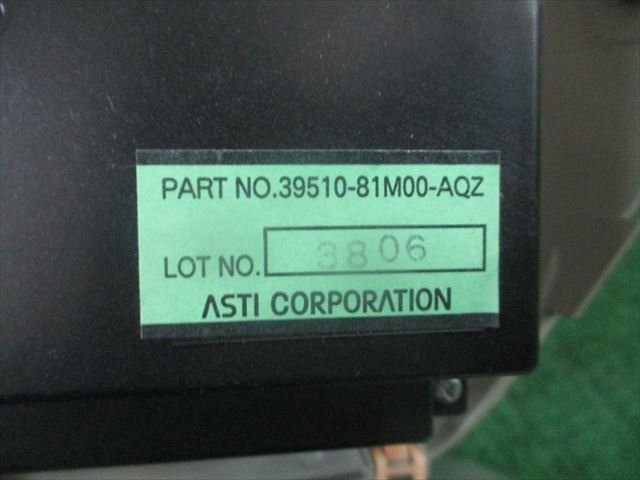 PART NO.39510-81M00-AQZ
LOT NO. 3806
ASTI CORPORATION